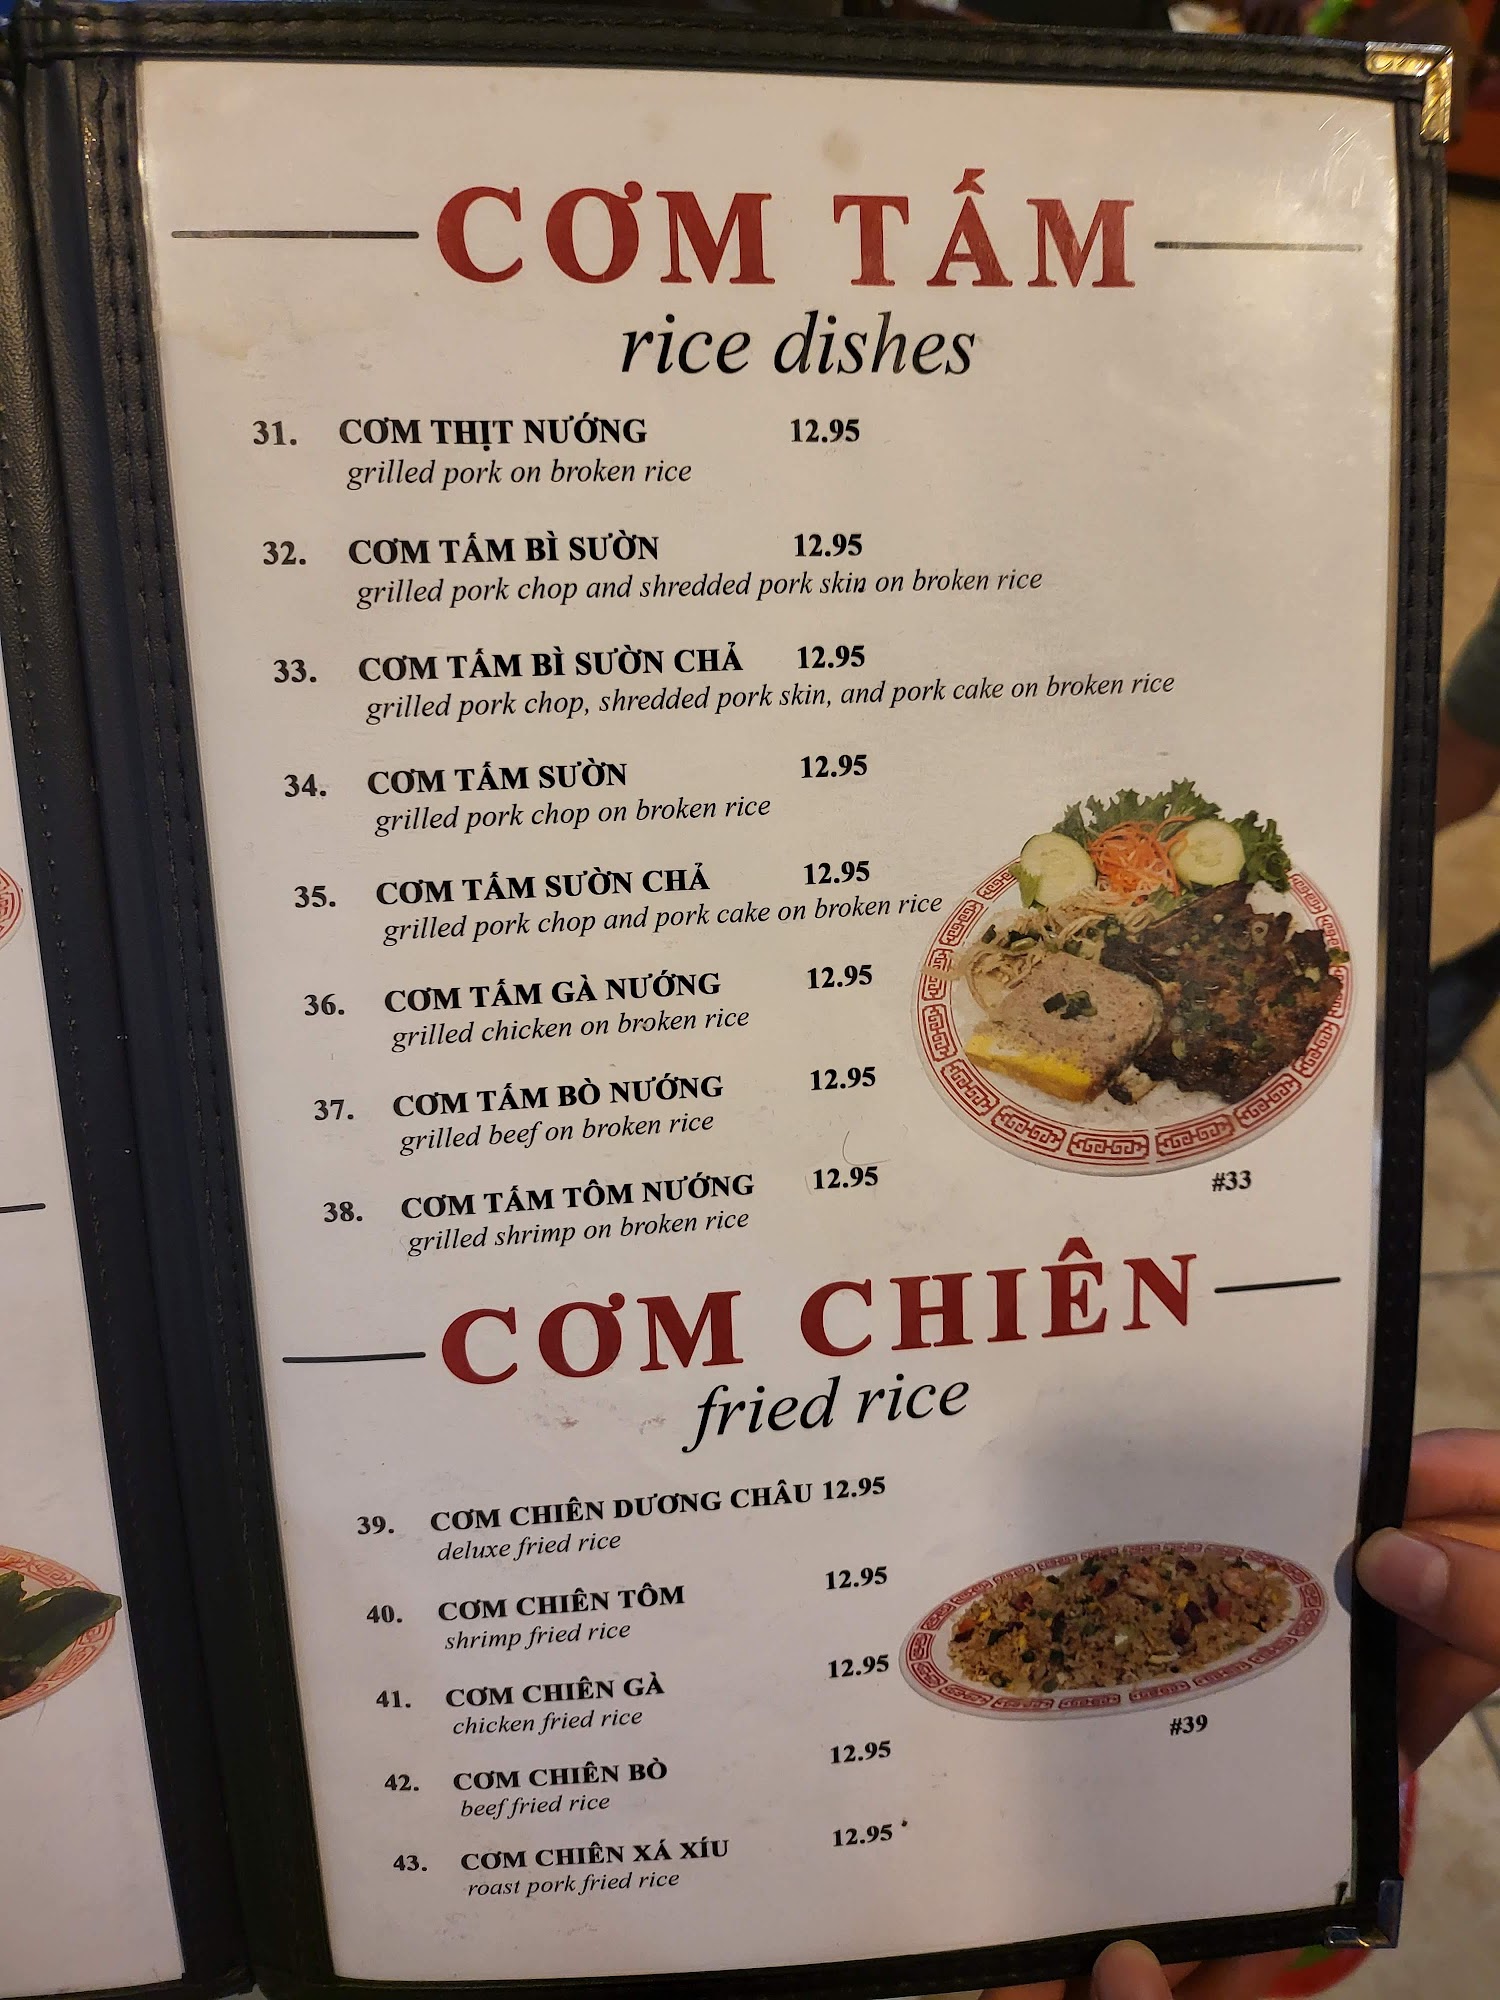 CƠM TẤM
rice dishes
31. CƠM THỊT NƯỚNG 12.95
grilled pork on broken rice
32. CƠM TẤM BÌ SƯỜN 12.95
grilled pork chop and shredded pork skin on broken rice
33. CƠM TẤM BÌ SƯỜN CHẢ 12.95
grilled pork chop, shredded pork skin, and pork cake on broken rice
34. CƠM TẤM SƯỜN 12.95
grilled pork chop on broken rice
35. CƠM TẤM SƯỜN CHẢ 12.95
grilled pork chop and pork cake on broken rice
36. CƠM TẤM GÀ NƯỚNG 12.95
grilled chicken on broken rice
37. CƠM TẤM BÒ NƯỚNG 12.95
grilled beef on broken rice
38. CƠM TẤM TÔM NƯỚNG 12.95
grilled shrimp on broken rice
#33
CƠM CHIÊN
fried rice
39. CƠM CHIÊN DƯƠNG CHÂU 12.95
deluxe fried rice
40. CƠM CHIÊN TÔM 12.95
shrimp fried rice
41. CƠM CHIÊN GÀ 12.95
chicken fried rice
#39
42. CƠM CHIÊN BÒ 12.95
beef fried rice
43. CƠM CHIÊN XÁ XÍU 12.95
roast pork fried rice